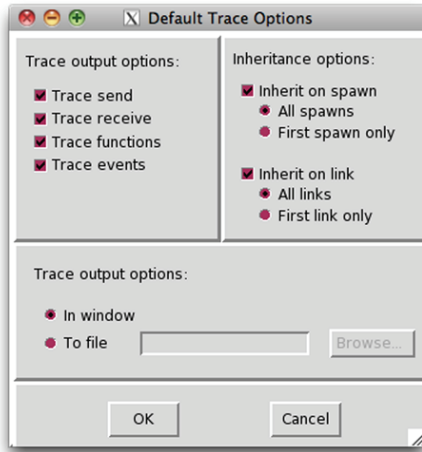 Default Trace Options
Trace output options:
Trace send
Trace receive
Trace functions
Trace events
Inheritance options:
Inherit on spawn
All spawns
First spawn only
Inherit on link
All links
First link only
Trace output options:
In window
To file
Browse...
OK
Cancel